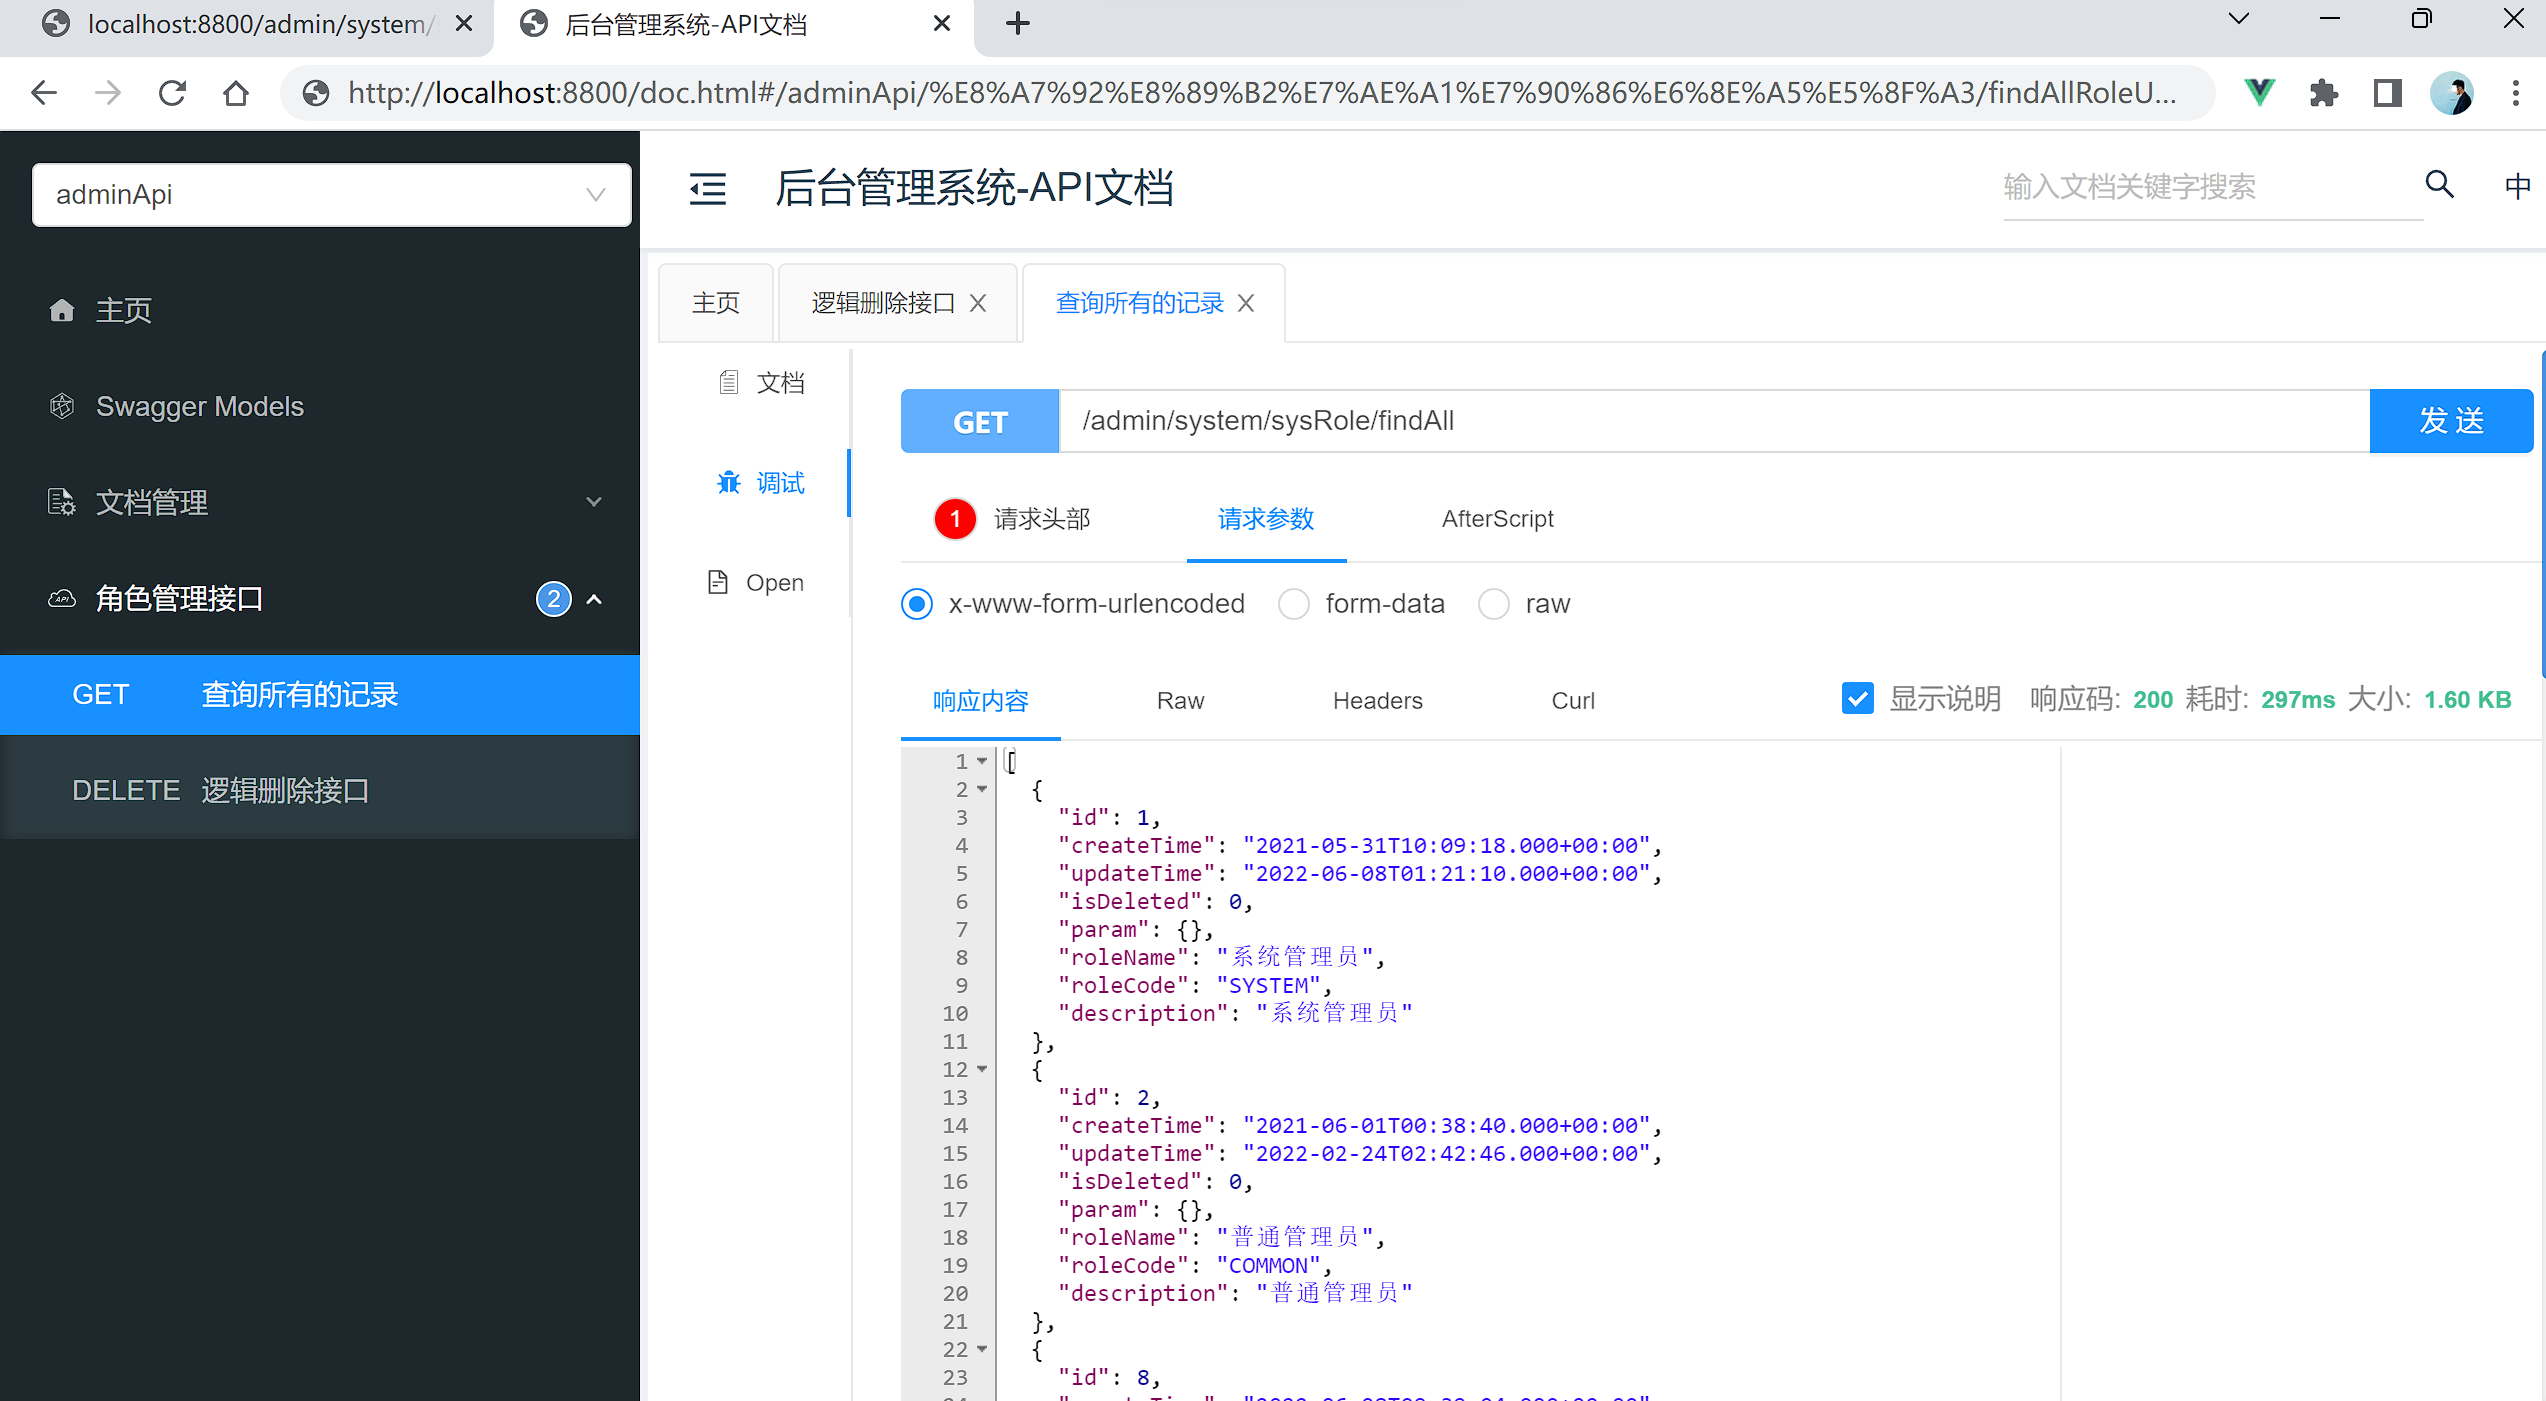 localhost:8800/admin/system/
后台管理系统-API文档
http://localhost:8800/doc.html#/adminApi/%E8%A7%92%E8%89%B2%E7%AE%A1%E7%90%86%E6%8E%A5%E5%8F%A3/findAllRoleU...
adminApi
后台管理系统-API文档
输入文档关键字搜索
中
主页
Swagger Models
文档管理
角色管理接口 2
GET 查询所有的记录
DELETE 逻辑删除接口
主页 逻辑删除接口 查询所有的记录
文档
调试
Open
GET /admin/system/sysRole/findAll 发 送
1 请求头部 请求参数 AfterScript
x-www-form-urlencoded form-data raw
响应内容 Raw Headers Curl 显示说明 响应码: 200 耗时: 297ms 大小: 1.60 KB
1 [
2 {
3 "id": 1,
4 "createTime": "2021-05-31T10:09:18.000+00:00",
5 "updateTime": "2022-06-08T01:21:10.000+00:00",
6 "isDeleted": 0,
7 "param": {},
8 "roleName": "系统管理员",
9 "roleCode": "SYSTEM",
10 "description": "系统管理员"
11 },
12 {
13 "id": 2,
14 "createTime": "2021-06-01T00:38:40.000+00:00",
15 "updateTime": "2022-02-24T02:42:46.000+00:00",
16 "isDeleted": 0,
17 "param": {},
18 "roleName": "普通管理员",
19 "roleCode": "COMMON",
20 "description": "普通管理员"
21 },
22 {
23 "id": 8,